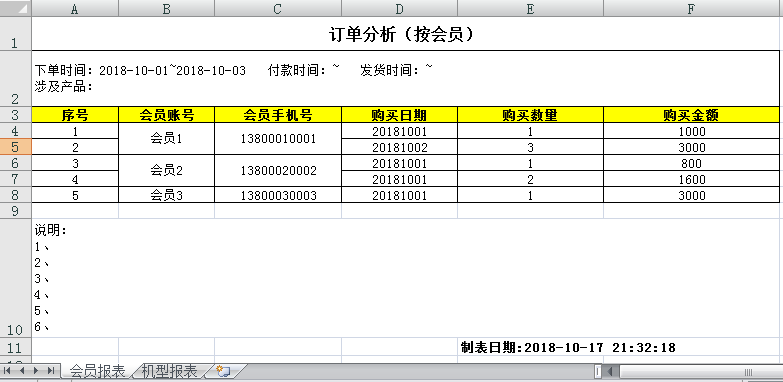 A B C D E F
1 订单分析（按会员）
下单时间：2018-10-01~2018-10-03 付款时间：~ 发货时间：~
2 涉及产品：
3 序号 会员账号 会员手机号 购买日期 购买数量 购买金额
4 1 会员1 13800010001 20181001 1 1000
5 2 20181002 3 3000
6 3 会员2 13800020002 20181001 1 800
7 4 20181001 2 1600
8 5 会员3 13800030003 20181001 1 3000
9
说明：
1、
2、
3、
4、
5、
10 6、
11 制表日期:2018-10-17 21:32:18
会员报表 机型报表